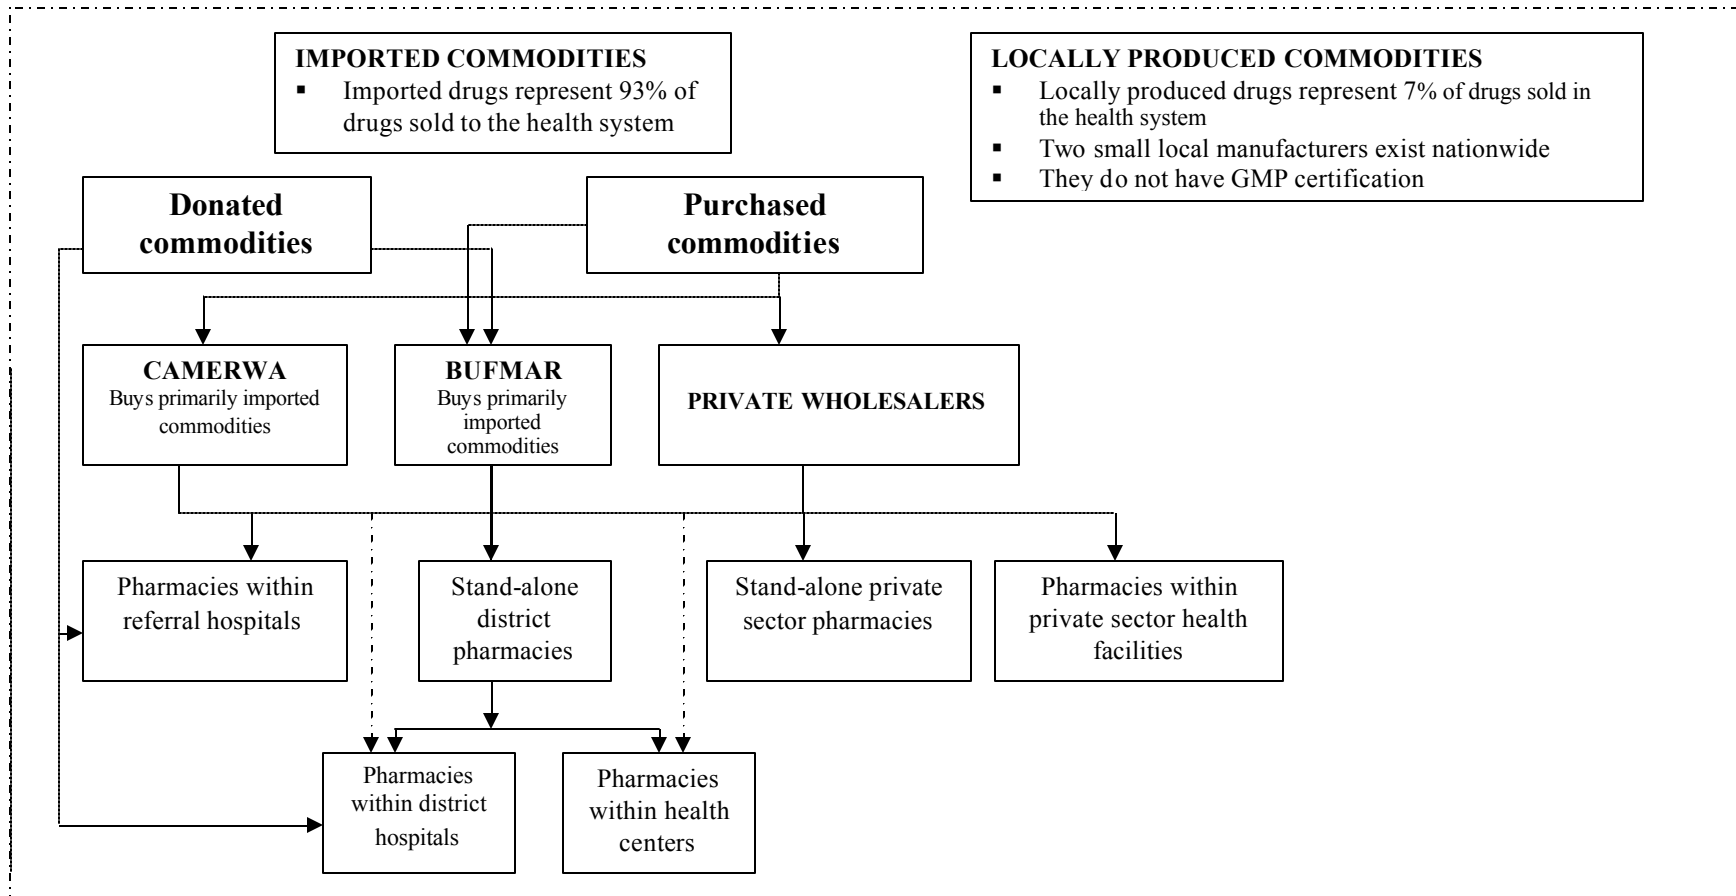 IMPORTED COMMODITIES
▪ Imported drugs represent 93% of
drugs sold to the health system
LOCALLY PRODUCED COMMODITIES
▪ Locally produced drugs represent 7% of drugs sold in
the health system
▪ Two small local manufacturers exist nationwide
▪ They do not have GMP certification
Donated
commodities
Purchased
commodities
CAMERWA
Buys primarily imported
commodities
BUFMAR
Buys primarily
imported
commodities
PRIVATE WHOLESALERS
Pharmacies within
referral hospitals
Stand-alone
district
pharmacies
Stand-alone private
sector pharmacies
Pharmacies within
private sector health
facilities
Pharmacies
within district
hospitals
Pharmacies
within health
centers